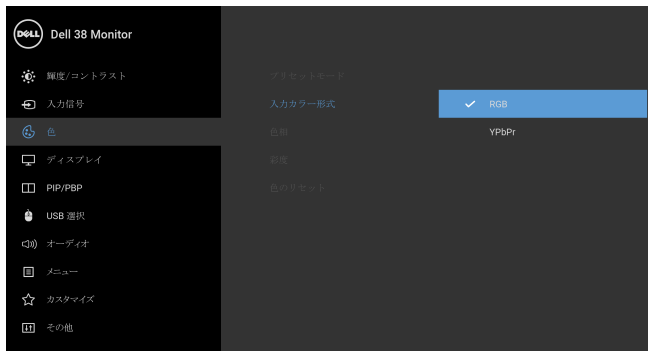 DELL Dell 38 Monitor
輝度/コントラスト
入力信号
色
ディスプレイ
PIP/PBP
USB 選択
オーディオ
メニュー
カスタマイズ
その他
プリセットモード
入力カラー形式
色相
彩度
色のリセット
RGB
YPbPr